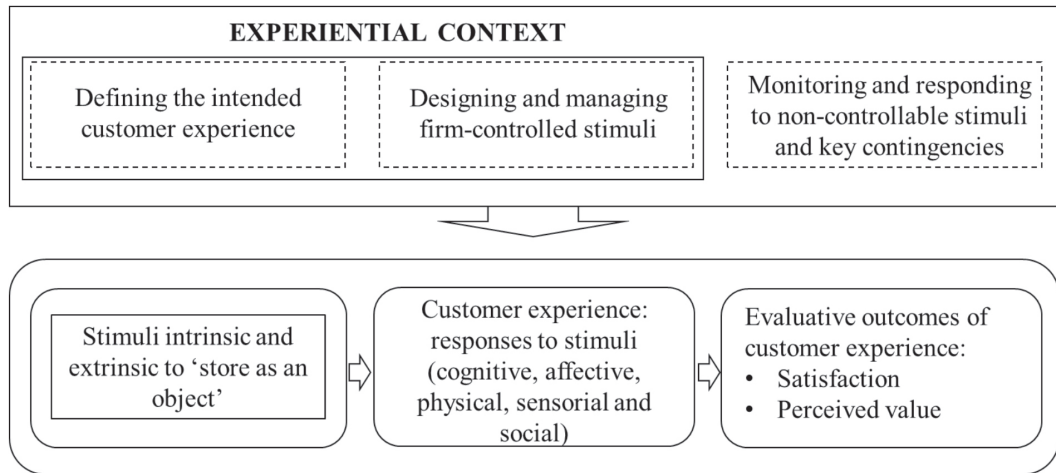 EXPERIENTIAL CONTEXT
Defining the intended
customer experience
Designing and managing
firm-controlled stimuli
Monitoring and responding
to non-controllable stimuli
and key contingencies
Stimuli intrinsic and
extrinsic to ‘store as an
object’
Customer experience:
responses to stimuli
(cognitive, affective,
physical, sensorial and
social)
Evaluative outcomes of
customer experience:
• Satisfaction
• Perceived value